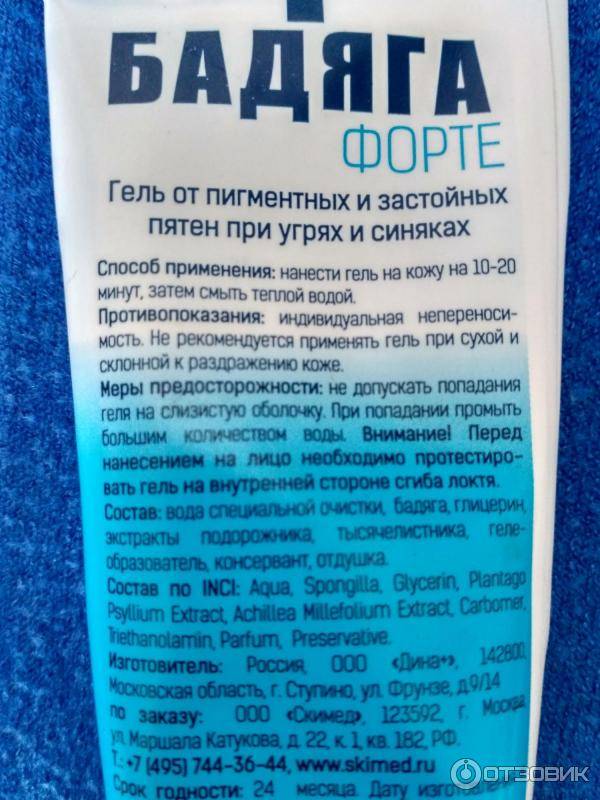 БАДЯГА
ФОРТЕ
Гель от пигментных и застойных
пятен при угрях и синяках
Способ применения: нанести гель на кожу на 10-20
минут, затем смыть теплой водой.
Противопоказания: индивидуальная непереноси-
мость. Не рекомендуется применять гель при сухой и
склонной к раздражению коже.
Меры предосторожности: не допускать попадания
геля на слизистую оболочку. При попадании промыть
большим количеством воды. Внимание! Перед
нанесением на лицо необходимо протестиро-
вать гель на внутренней стороне сгиба локтя.
Состав: вода специальной очистки, бадяга, глицерин,
экстракты подорожника, тысячелистника, геле-
образователь, консервант, отдушка.
Состав по INCI: Aqua, Spongilla, Glycerin, Plantago
Psyllium Extract, Achillea Millefolium Extract, Carbomer,
Triethanolamin, Parfum, Preservative.
Изготовитель: Россия, ООО «Дина+», 142800,
Московская область, г. Ступино, ул. Фрунзе, д.9/14
по заказу: ООО «Скимед», 123592, г. Москва,
ул. Маршала Катукова, д. 22, к. 1, кв. 182, РФ.
Т.: +7 (495) 744-36-44, www.skimed.ru
Срок годности: 24 месяца. Дату изготовления
ОТЗОВИК